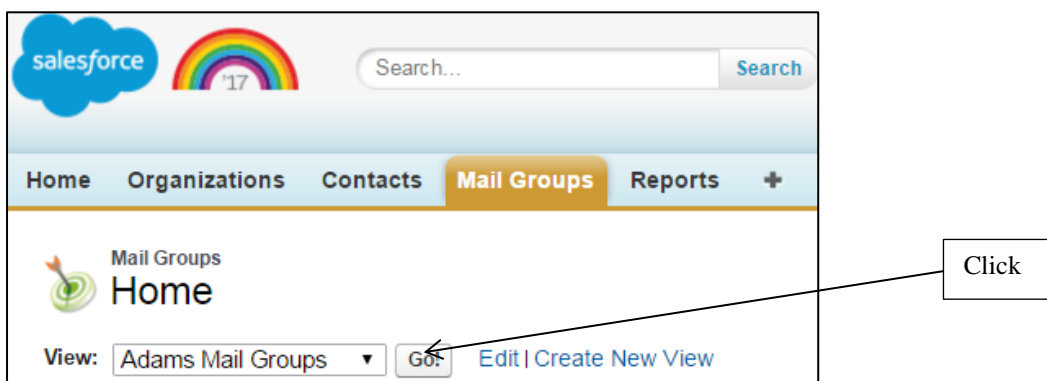 salesforce '17 Search... Search
Home Organizations Contacts Mail Groups Reports +
Mail Groups
Home
Click
View: Adams Mail Groups ▼ Go! Edit | Create New View